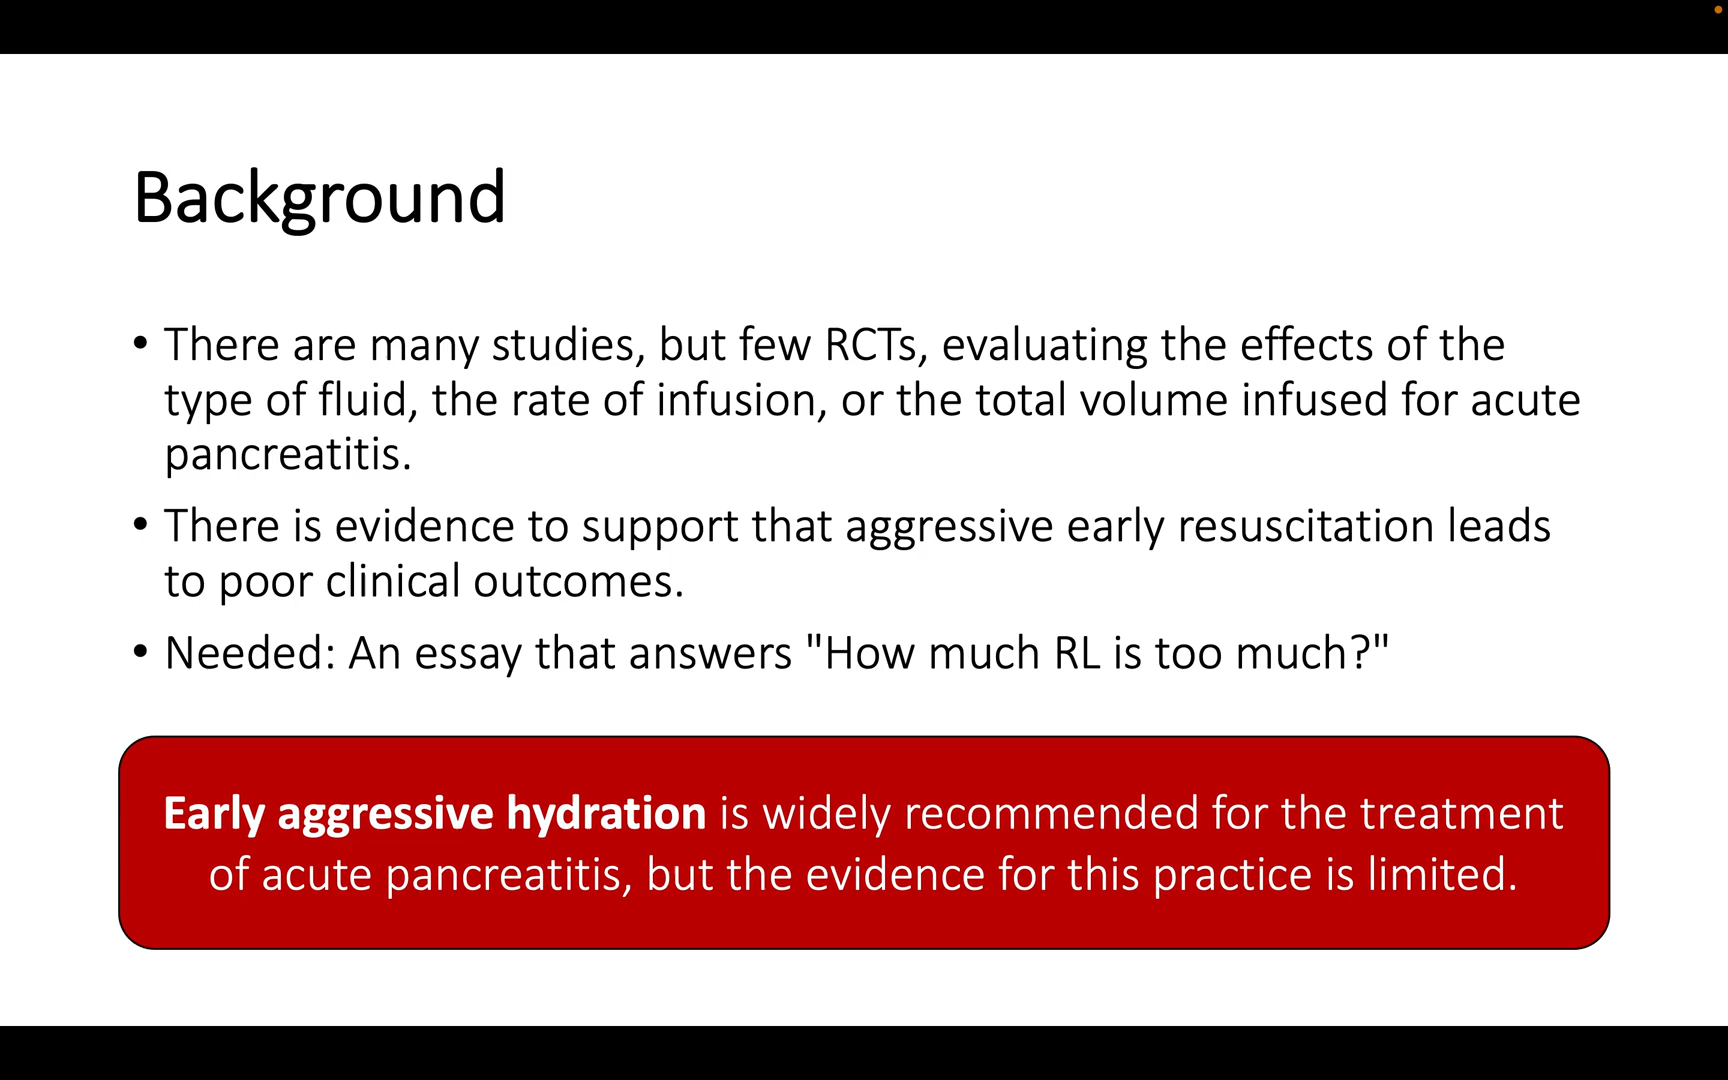 Background
• There are many studies, but few RCTs, evaluating the effects of the
type of fluid, the rate of infusion, or the total volume infused for acute
pancreatitis.
• There is evidence to support that aggressive early resuscitation leads
to poor clinical outcomes.
• Needed: An essay that answers "How much RL is too much?"
Early aggressive hydration is widely recommended for the treatment
of acute pancreatitis, but the evidence for this practice is limited.